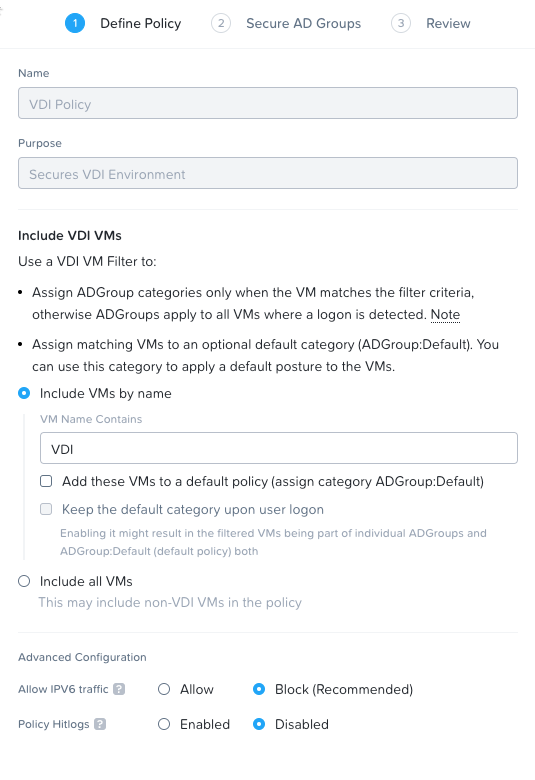 1 Define Policy 2 Secure AD Groups 3 Review
Name
VDI Policy
Purpose
Secures VDI Environment
Include VDI VMs
Use a VDI VM Filter to:
• Assign ADGroup categories only when the VM matches the filter criteria,
otherwise ADGroups apply to all VMs where a logon is detected. Note
• Assign matching VMs to an optional default category (ADGroup:Default). You
can use this category to apply a default posture to the VMs.
Include VMs by name
VM Name Contains
VDI
Add these VMs to a default policy (assign category ADGroup:Default)
Keep the default category upon user logon
Enabling it might result in the filtered VMs being part of individual ADGroups and
ADGroup:Default (default policy) both
Include all VMs
This may include non-VDI VMs in the policy
Advanced Configuration
Allow IPV6 traffic ? Allow Block (Recommended)
Policy Hitlogs ? Enabled Disabled